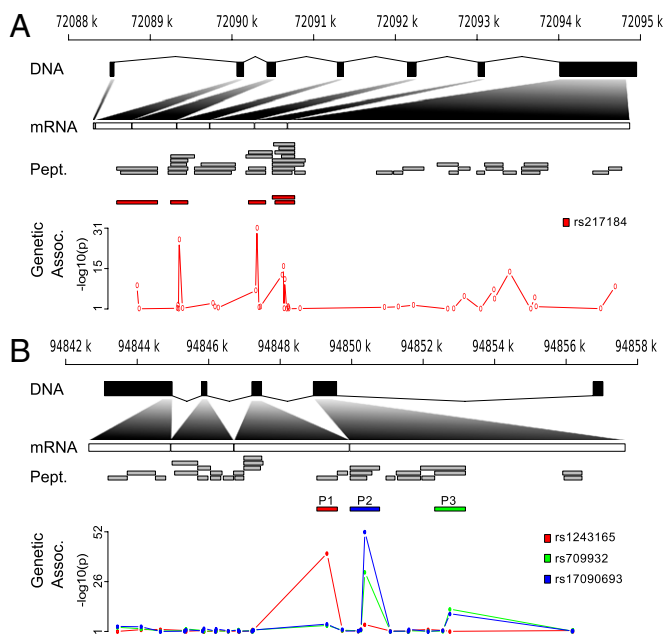 A
72088 k 72089 k 72090 k 72091 k 72092 k 72093 k 72094 k 72095 k
DNA
mRNA
Pept.
rs217184
Genetic
Assoc.
-log10(p)
31
15
1
B
94842 k 94844 k 94846 k 94848 k 94850 k 94852 k 94854 k 94856 k 94858 k
DNA
mRNA
Pept.
P1 P2 P3
Genetic
Assoc.
-log10(p)
52
26
1
rs1243165
rs709932
rs17090693